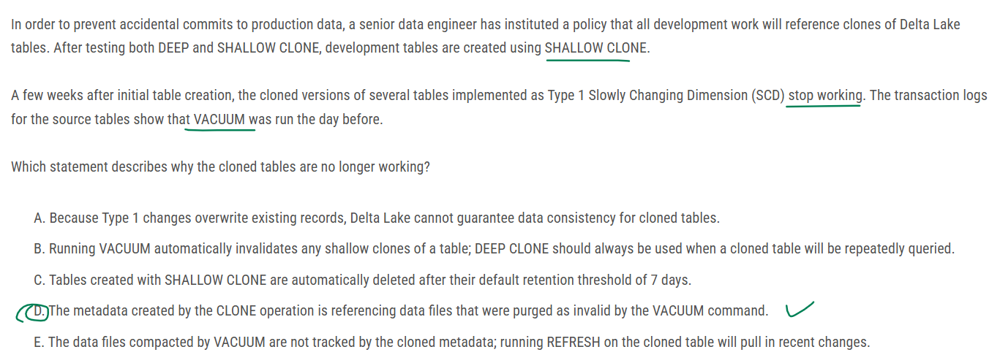 In order to prevent accidental commits to production data, a senior data engineer has instituted a policy that all development work will reference clones of Delta Lake
tables. After testing both DEEP and SHALLOW CLONE, development tables are created using SHALLOW CLONE.
A few weeks after initial table creation, the cloned versions of several tables implemented as Type 1 Slowly Changing Dimension (SCD) stop working. The transaction logs
for the source tables show that VACUUM was run the day before.
Which statement describes why the cloned tables are no longer working?
A. Because Type 1 changes overwrite existing records, Delta Lake cannot guarantee data consistency for cloned tables.
B. Running VACUUM automatically invalidates any shallow clones of a table; DEEP CLONE should always be used when a cloned table will be repeatedly queried.
C. Tables created with SHALLOW CLONE are automatically deleted after their default retention threshold of 7 days.
D. The metadata created by the CLONE operation is referencing data files that were purged as invalid by the VACUUM command.
E. The data files compacted by VACUUM are not tracked by the cloned metadata; running REFRESH on the cloned table will pull in recent changes.